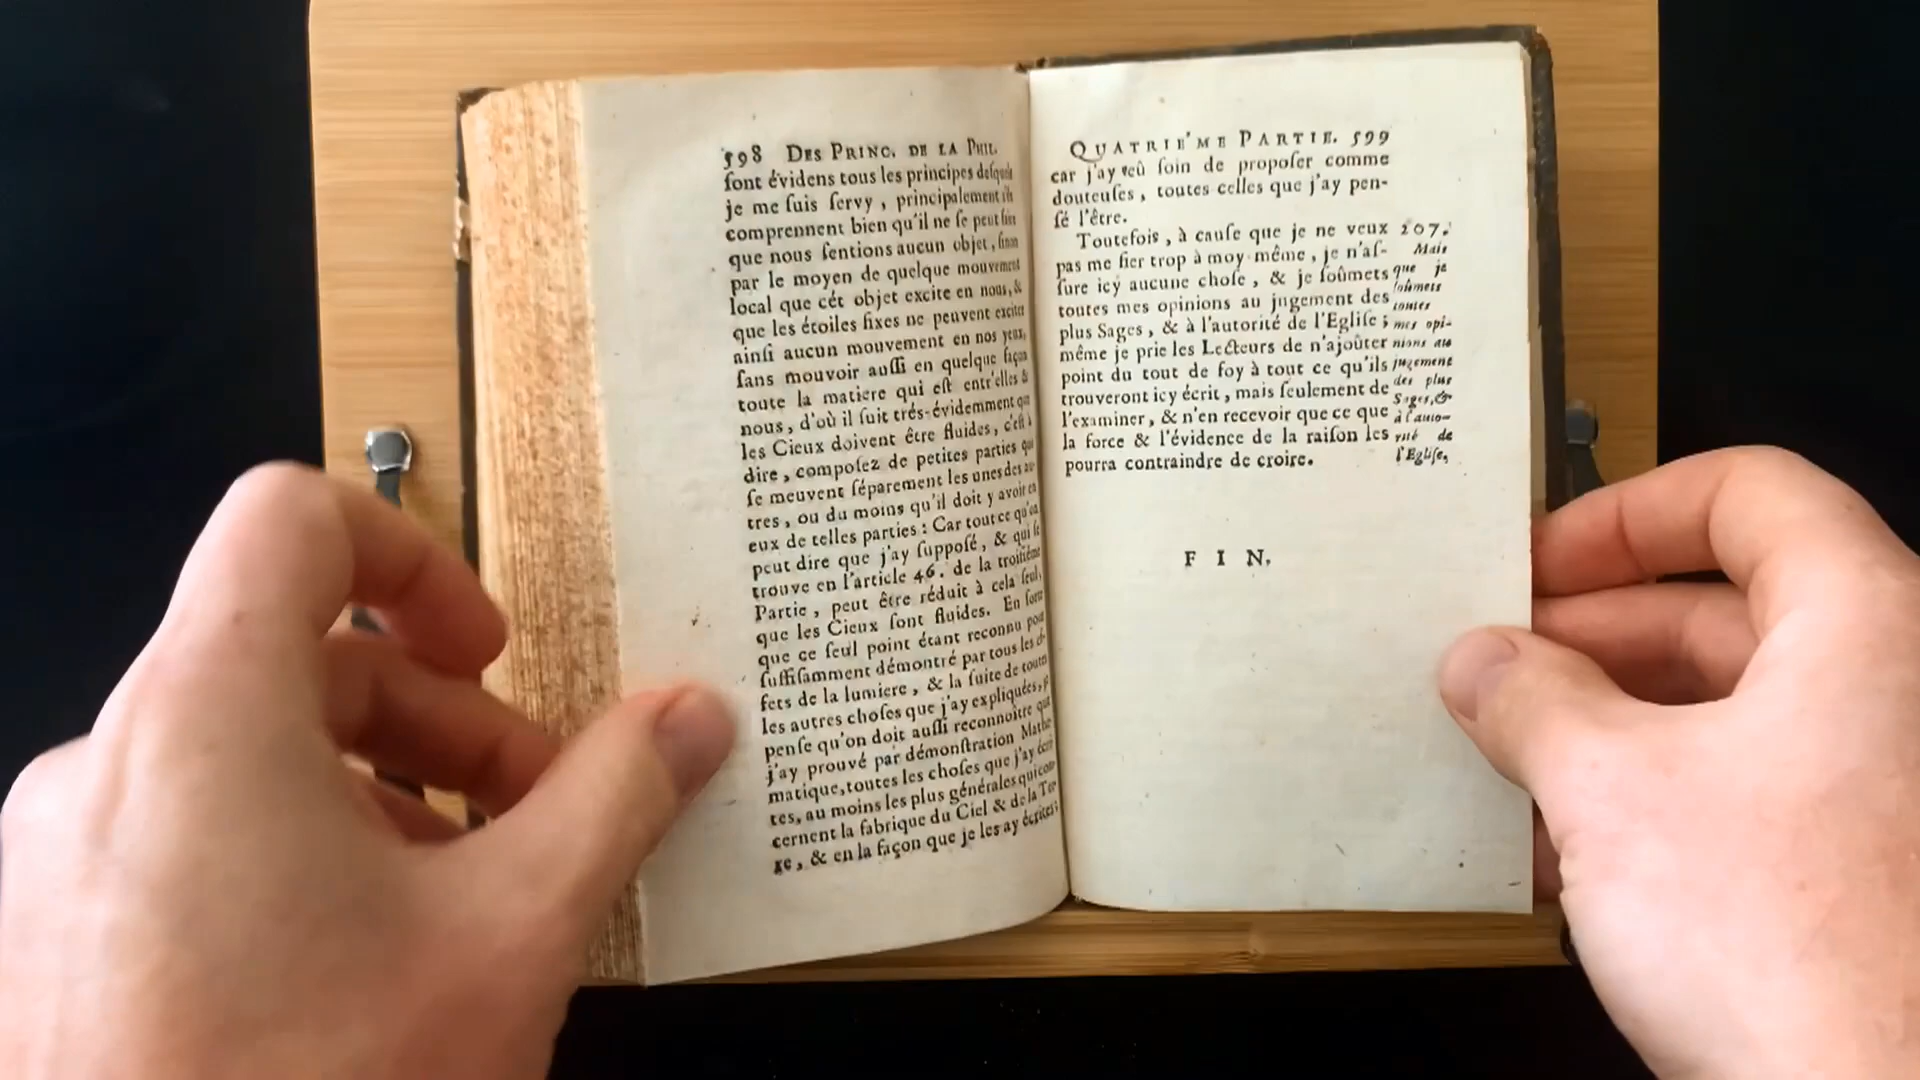 598 DES PRINC. DE LA PHIL.
ſont évidens tous les principes deſquels
je me ſuis ſervy, principalement ils
comprennent bien qu'il ne ſe peut faire
que nous ſentions aucun objet, ſinon
par le moyen de quelque mouvement
local que cét objet excite en nous, &
que les étoiles fixes ne peuvent exciter
ainſi aucun mouvement en nos yeux,
ſans mouvoir auſſi en quelque façon
toute la matiere qui eſt entr'elles &
nous, d'où il ſuit trés-évidemment que
les Cieux doivent être fluides, c'eſt à
dire, compoſez de petites parties qui
ſe meuvent ſéparement les unes des au-
tres, ou du moins qu'il doit y avoir en
eux de telles parties : Car tout ce qu'on
peut dire que j'ay ſuppoſé, & qui ſe
trouve en l'article 46. de la troiſiéme
Partie, peut être réduit à cela ſeul,
que les Cieux ſont fluides. En ſorte
que ce ſeul point étant reconnu pour
ſuffiſamment démontré par tous les ef-
fets de la lumiere, & la ſuite de toutes
les autres choſes que j'ay expliquées, je
penſe qu'on doit auſſi reconnoître que
j'ay prouvé par démonſtration Mathe
matique, toutes les choſes que j'ay écri
tes, au moins les plus générales qui con-
cernent la fabrique du Ciel & de la Ter
re, & en la façon que je les ay écrites;
QUATRIE'ME PARTIE. 599
car j'ay eû ſoin de propoſer comme
douteuſes, toutes celles que j'ay pen-
ſé l'être.
Toutefois, à cauſe que je ne veux
pas me fier trop à moy-même, je n'aſ-
ſure icy aucune choſe, & je ſoûmets
toutes mes opinions au jugement des
plus Sages, & à l'autorité de l'Egliſe;
même je prie les Lecteurs de n'ajoûter
point du tout de foy à tout ce qu'ils
trouveront icy écrit, mais ſeulement de
l'examiner, & n'en recevoir que ce que
la force & l'évidence de la raiſon les
pourra contraindre de croire.
207.
Mais
que je
ſoûmets
toutes
mes opi-
nions au
jugement
des plus
Sages, &
à l'auto-
rité de
l'Egliſe,
FIN.